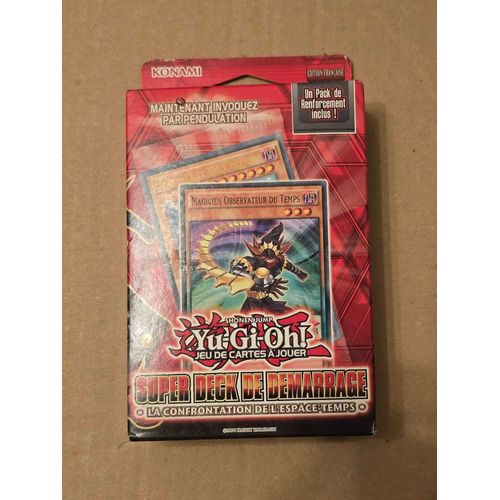 KONAMI
EDITION FRANÇAISE
Un Pack de
Renforcement
inclus !
MAINTENANT INVOQUEZ
PAR PENDULATION
MAGICIEN OBSERVATEUR DU TEMPS
SHONEN JUMP
Yu-Gi-Oh!
JEU DE CARTES À JOUER
SUPER DECK DE DEMARRAGE
LA CONFRONTATION DE L'ESPACE-TEMPS